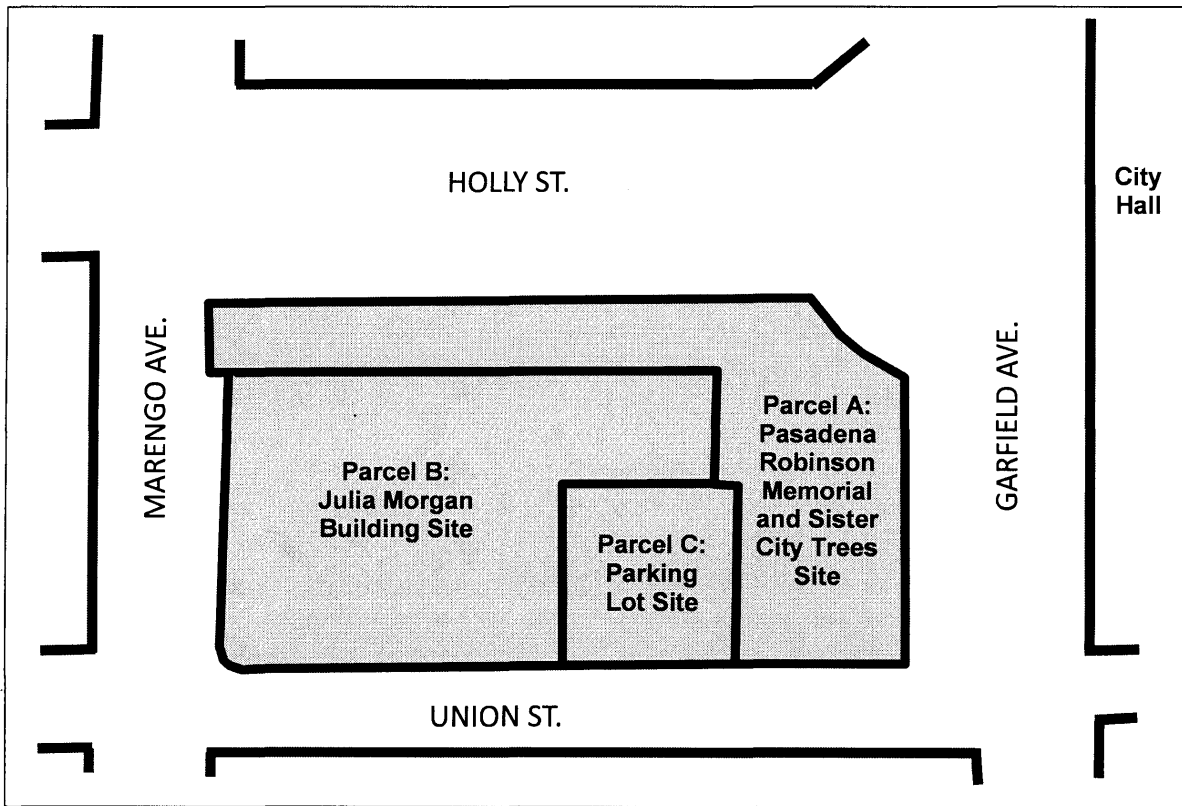 HOLLY ST.
City
Hall
MARENGO AVE.
GARFIELD AVE.
Parcel A:
Pasadena
Robinson
Memorial
and Sister
City Trees
Site
Parcel B:
Julia Morgan
Building Site
Parcel C:
Parking
Lot Site
UNION ST.